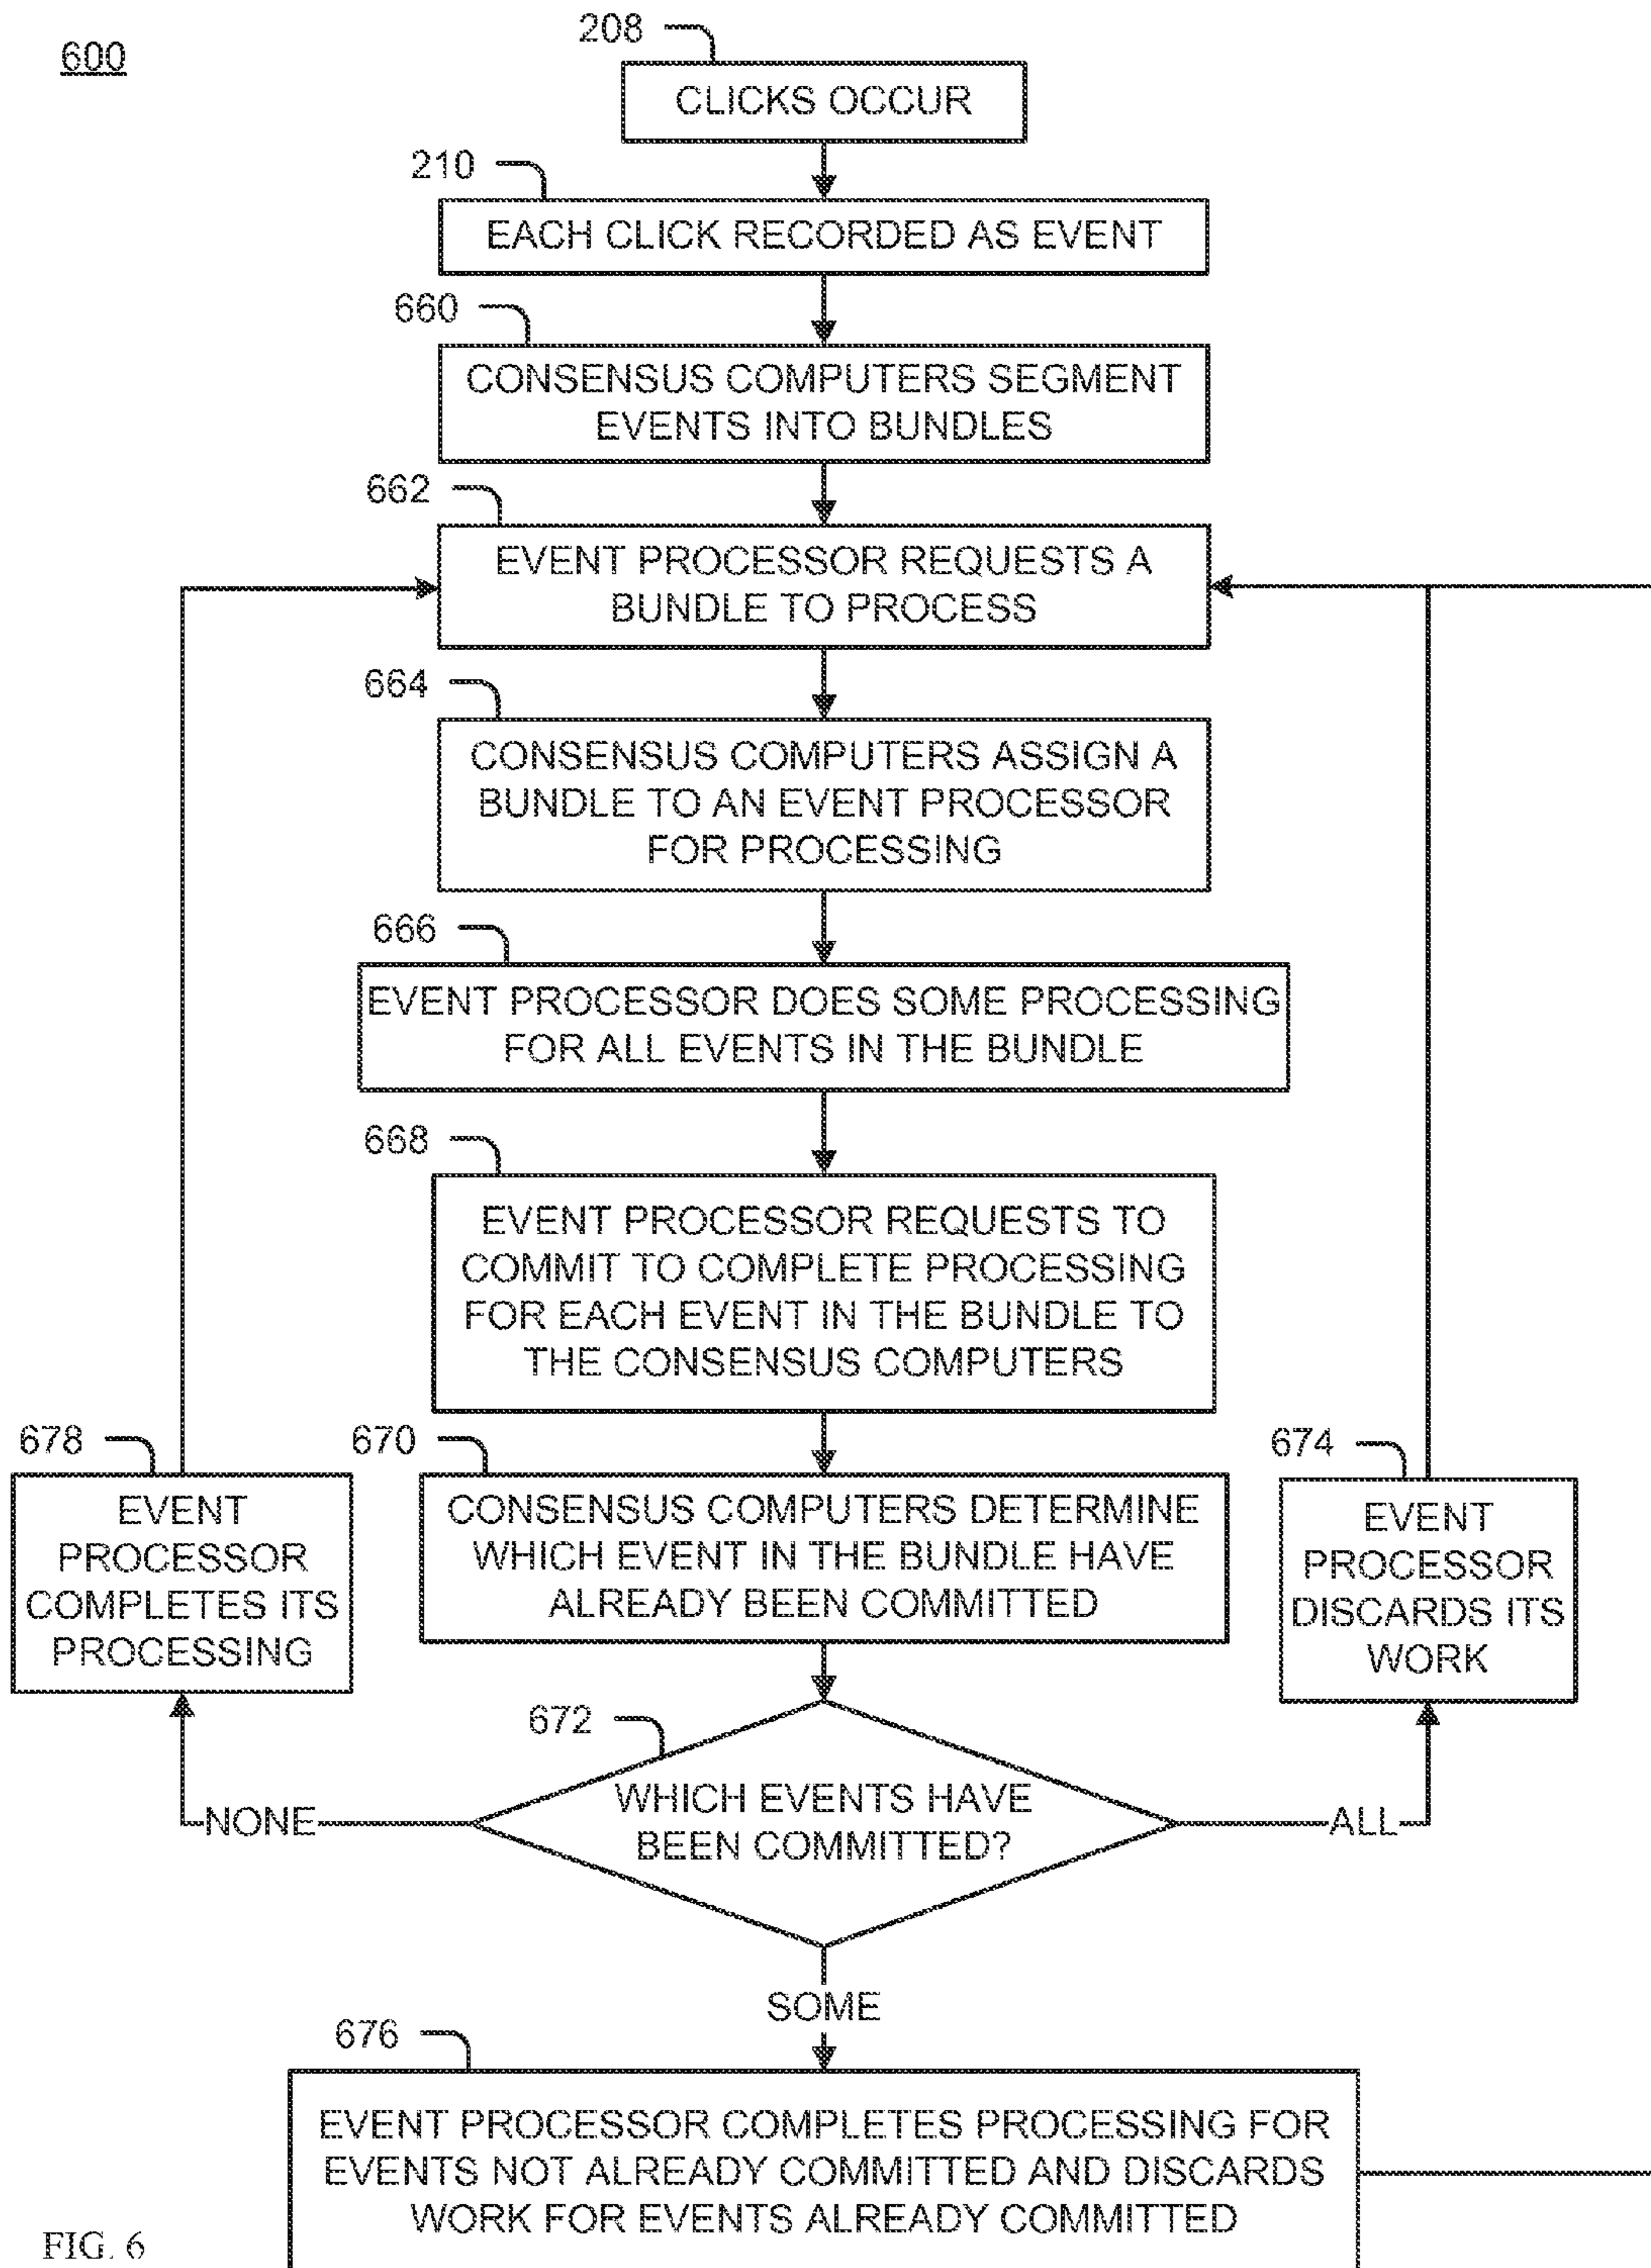 600
208
CLICKS OCCUR
210
EACH CLICK RECORDED AS EVENT
660
CONSENSUS COMPUTERS SEGMENT
EVENTS INTO BUNDLES
662
EVENT PROCESSOR REQUESTS A
BUNDLE TO PROCESS
664
CONSENSUS COMPUTERS ASSIGN A
BUNDLE TO AN EVENT PROCESSOR
FOR PROCESSING
666
EVENT PROCESSOR DOES SOME PROCESSING
FOR ALL EVENTS IN THE BUNDLE
668
EVENT PROCESSOR REQUESTS TO
COMMIT TO COMPLETE PROCESSING
FOR EACH EVENT IN THE BUNDLE TO
THE CONSENSUS COMPUTERS
678
EVENT
PROCESSOR
COMPLETES ITS
PROCESSING
670
CONSENSUS COMPUTERS DETERMINE
WHICH EVENT IN THE BUNDLE HAVE
ALREADY BEEN COMMITTED
674
EVENT
PROCESSOR
DISCARDS ITS
WORK
672
WHICH EVENTS HAVE
BEEN COMMITTED?
NONE
ALL
SOME
676
EVENT PROCESSOR COMPLETES PROCESSING FOR
EVENTS NOT ALREADY COMMITTED AND DISCARDS
WORK FOR EVENTS ALREADY COMMITTED
FIG. 6